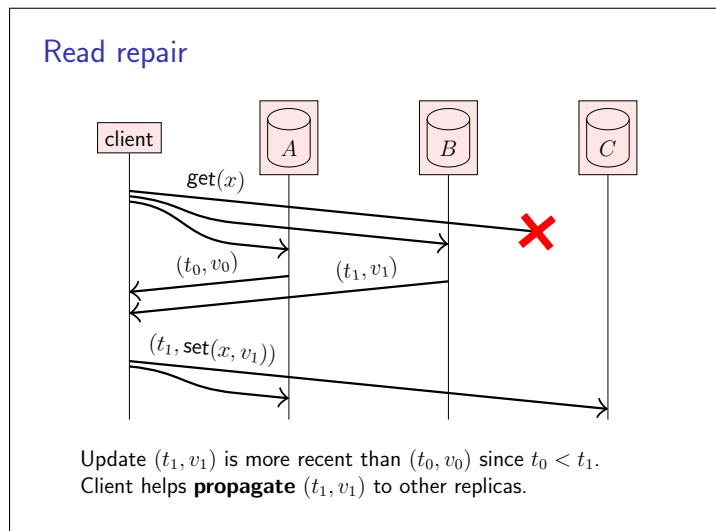 Read repair
client
A
B
C
get(x)
(t₀, v₀)
(t₁, v₁)
(t₁, set(x, v₁))
Update (t₁, v₁) is more recent than (t₀, v₀) since t₀ < t₁.
Client helps propagate (t₁, v₁) to other replicas.